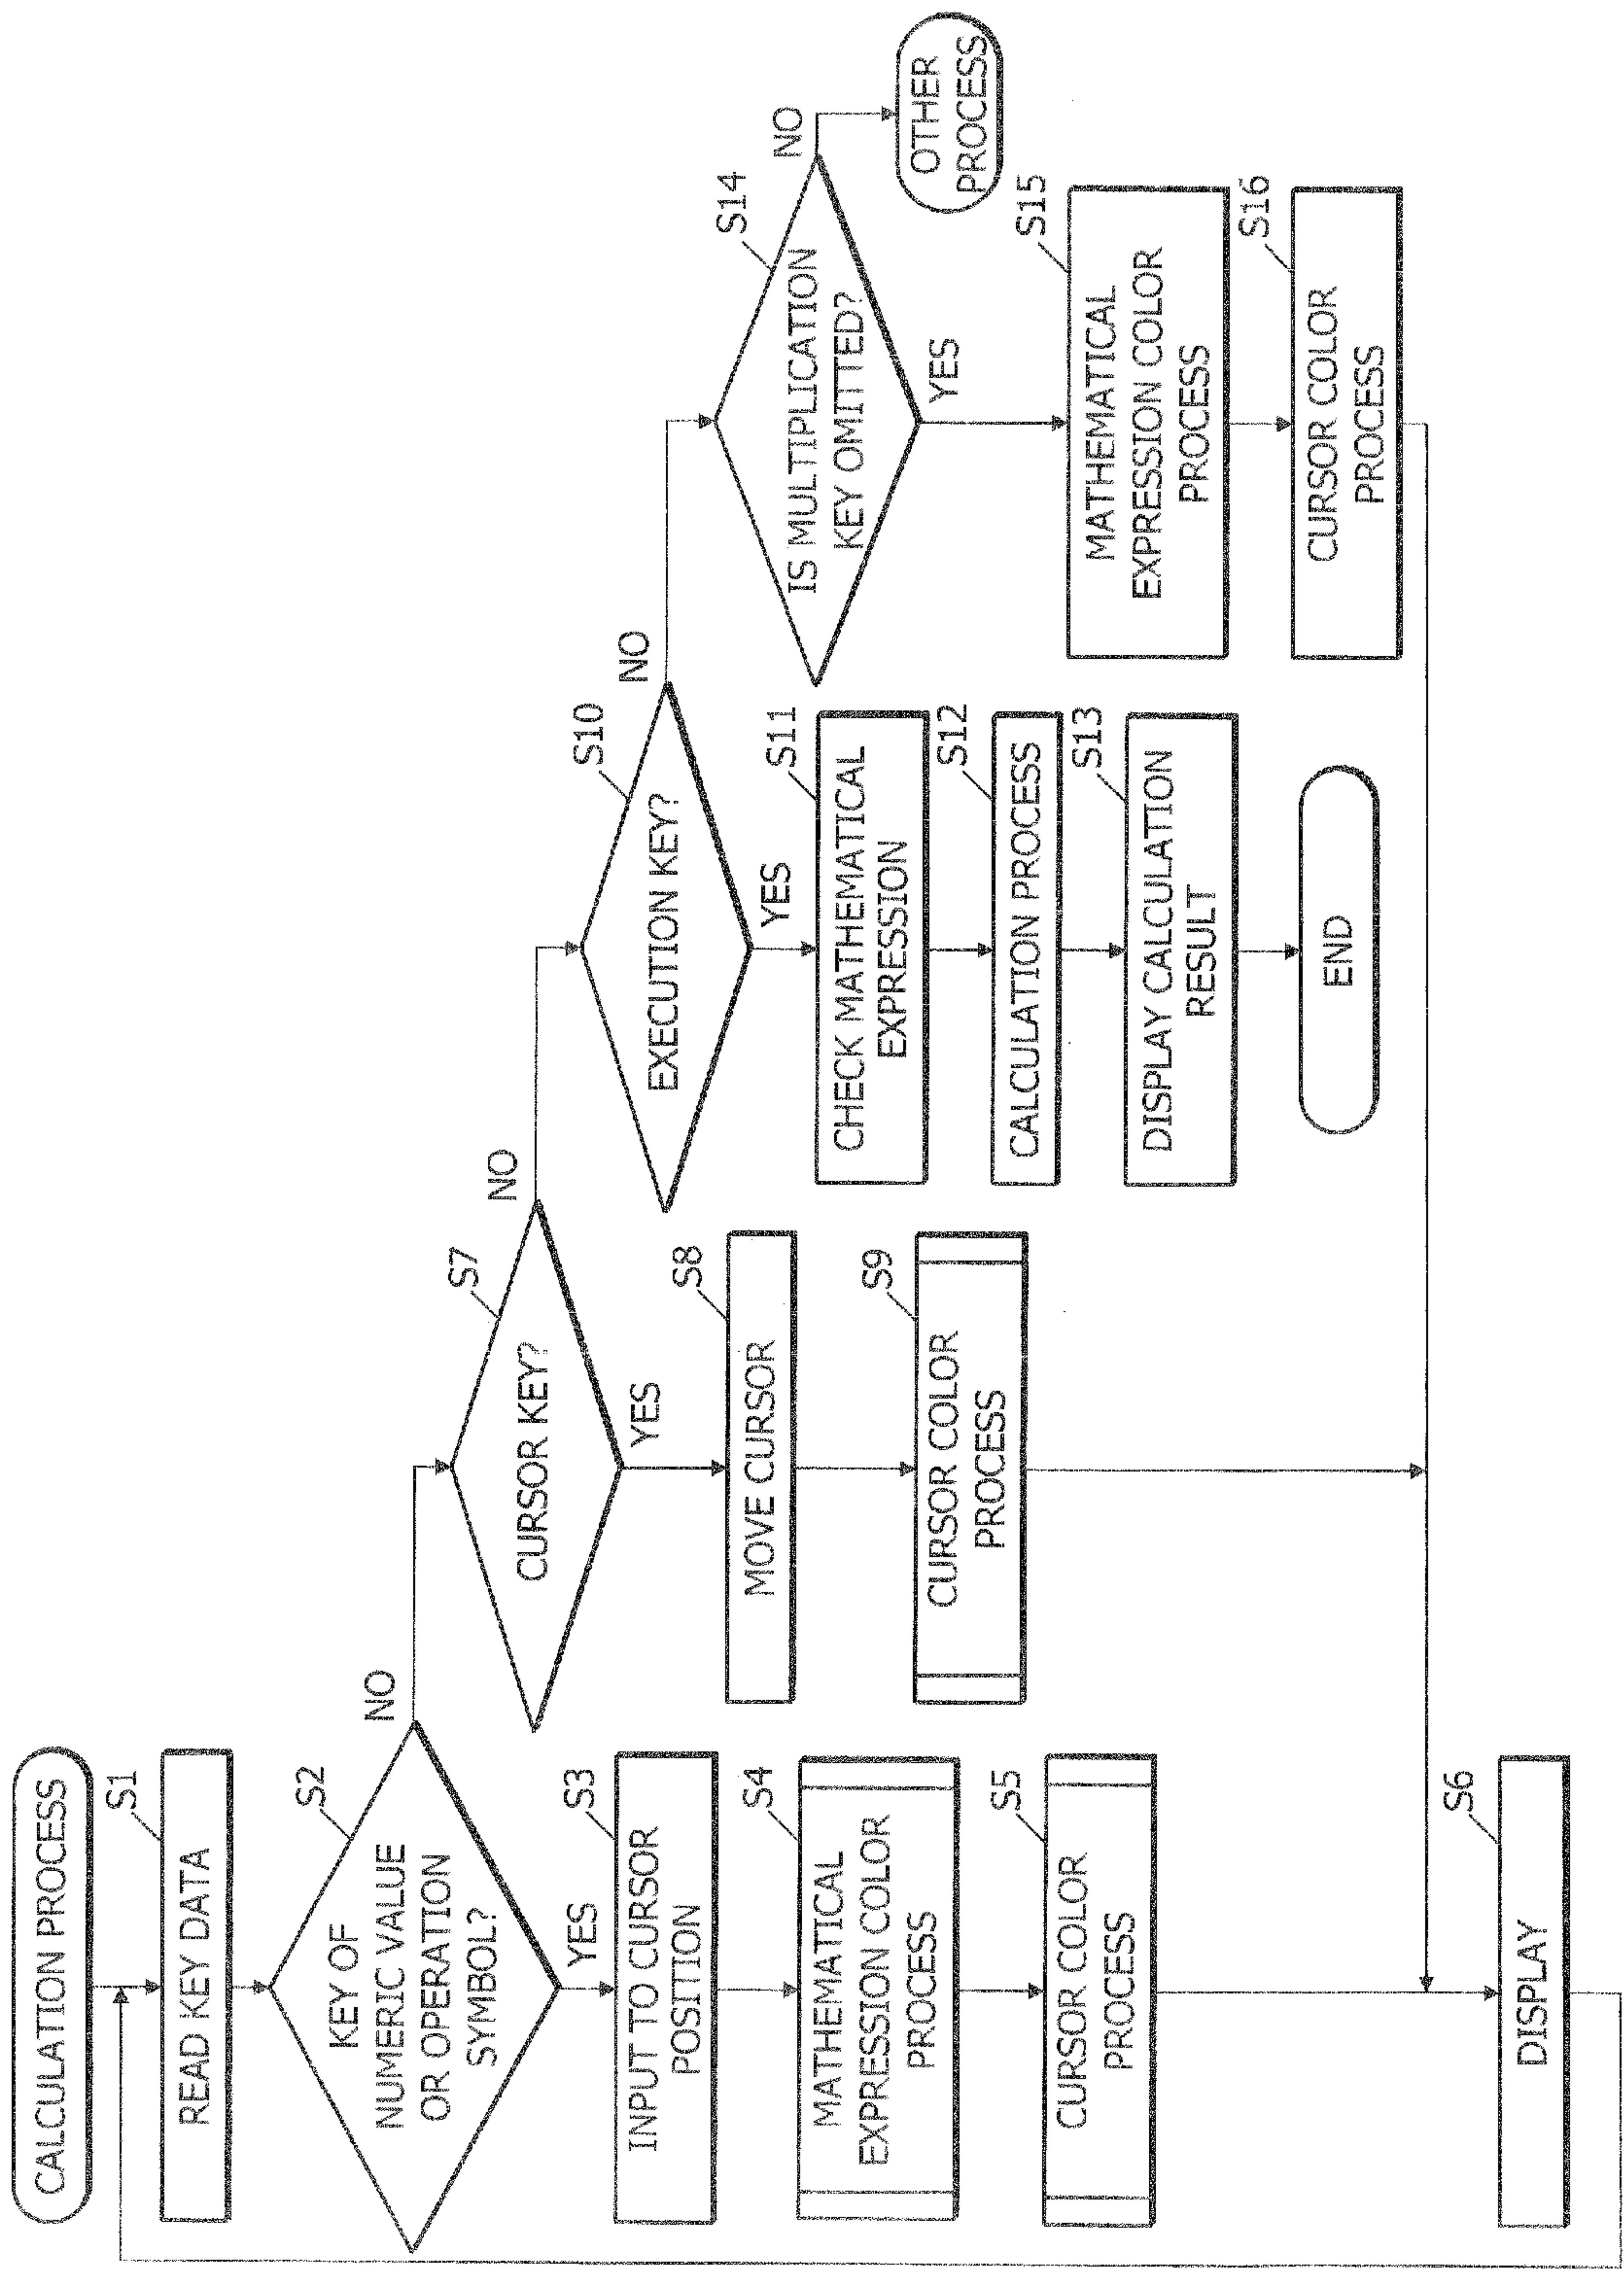 CALCULATION PROCESS
S1
READ KEY DATA
S2
KEY OF
NUMERIC VALUE
OR OPERATION
SYMBOL?
NO
YES
S3
INPUT TO CURSOR
POSITION
S4
MATHEMATICAL
EXPRESSION COLOR
PROCESS
S5
CURSOR COLOR
PROCESS
S6
DISPLAY
S7
CURSOR KEY?
NO
YES
S8
MOVE CURSOR
S9
CURSOR COLOR
PROCESS
S10
EXECUTION KEY?
NO
YES
S11
CHECK MATHEMATICAL
EXPRESSION
S12
CALCULATION PROCESS
S13
DISPLAY CALCULATION
RESULT
END
S14
IS MULTIPLICATION
KEY OMITTED?
NO
OTHER
PROCESS
YES
S15
MATHEMATICAL
EXPRESSION COLOR
PROCESS
S16
CURSOR COLOR
PROCESS